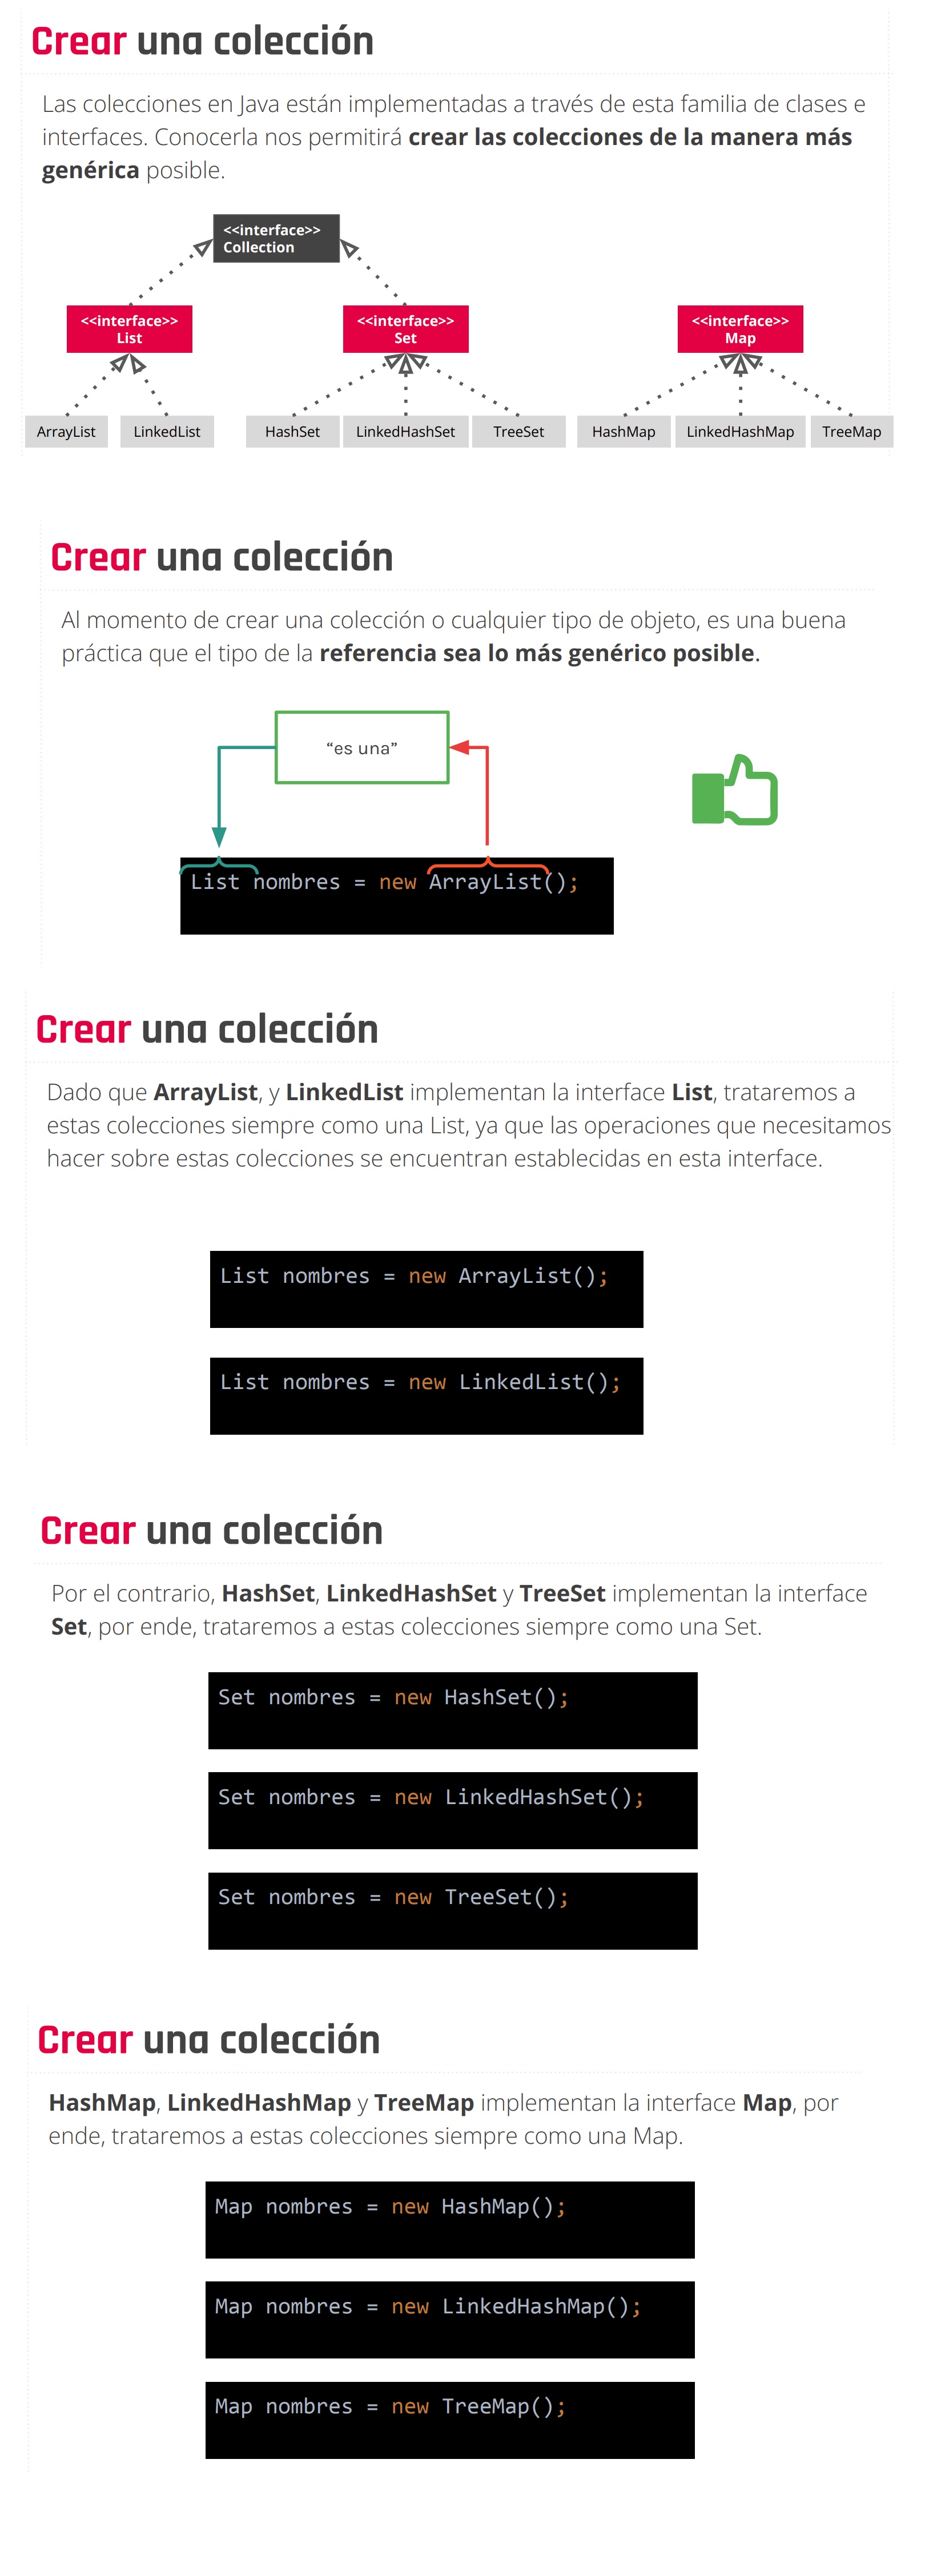 Crear una colección
Las colecciones en Java están implementadas a través de esta familia de clases e
interfaces. Conocerla nos permitirá crear las colecciones de la manera más
genérica posible.
<<interface>>
Collection
<<interface>>
List
<<interface>>
Set
<<interface>>
Map
ArrayList
LinkedList
HashSet
LinkedHashSet
TreeSet
HashMap
LinkedHashMap
TreeMap
Crear una colección
Al momento de crear una colección o cualquier tipo de objeto, es una buena
práctica que el tipo de la referencia sea lo más genérico posible.
“es una”
List nombres = new ArrayList();
Crear una colección
Dado que ArrayList, y LinkedList implementan la interface List, trataremos a
estas colecciones siempre como una List, ya que las operaciones que necesitamos
hacer sobre estas colecciones se encuentran establecidas en esta interface.
List nombres = new ArrayList();
List nombres = new LinkedList();
Crear una colección
Por el contrario, HashSet, LinkedHashSet y TreeSet implementan la interface
Set, por ende, trataremos a estas colecciones siempre como una Set.
Set nombres = new HashSet();
Set nombres = new LinkedHashSet();
Set nombres = new TreeSet();
Crear una colección
HashMap, LinkedHashMap y TreeMap implementan la interface Map, por
ende, trataremos a estas colecciones siempre como una Map.
Map nombres = new HashMap();
Map nombres = new LinkedHashMap();
Map nombres = new TreeMap();